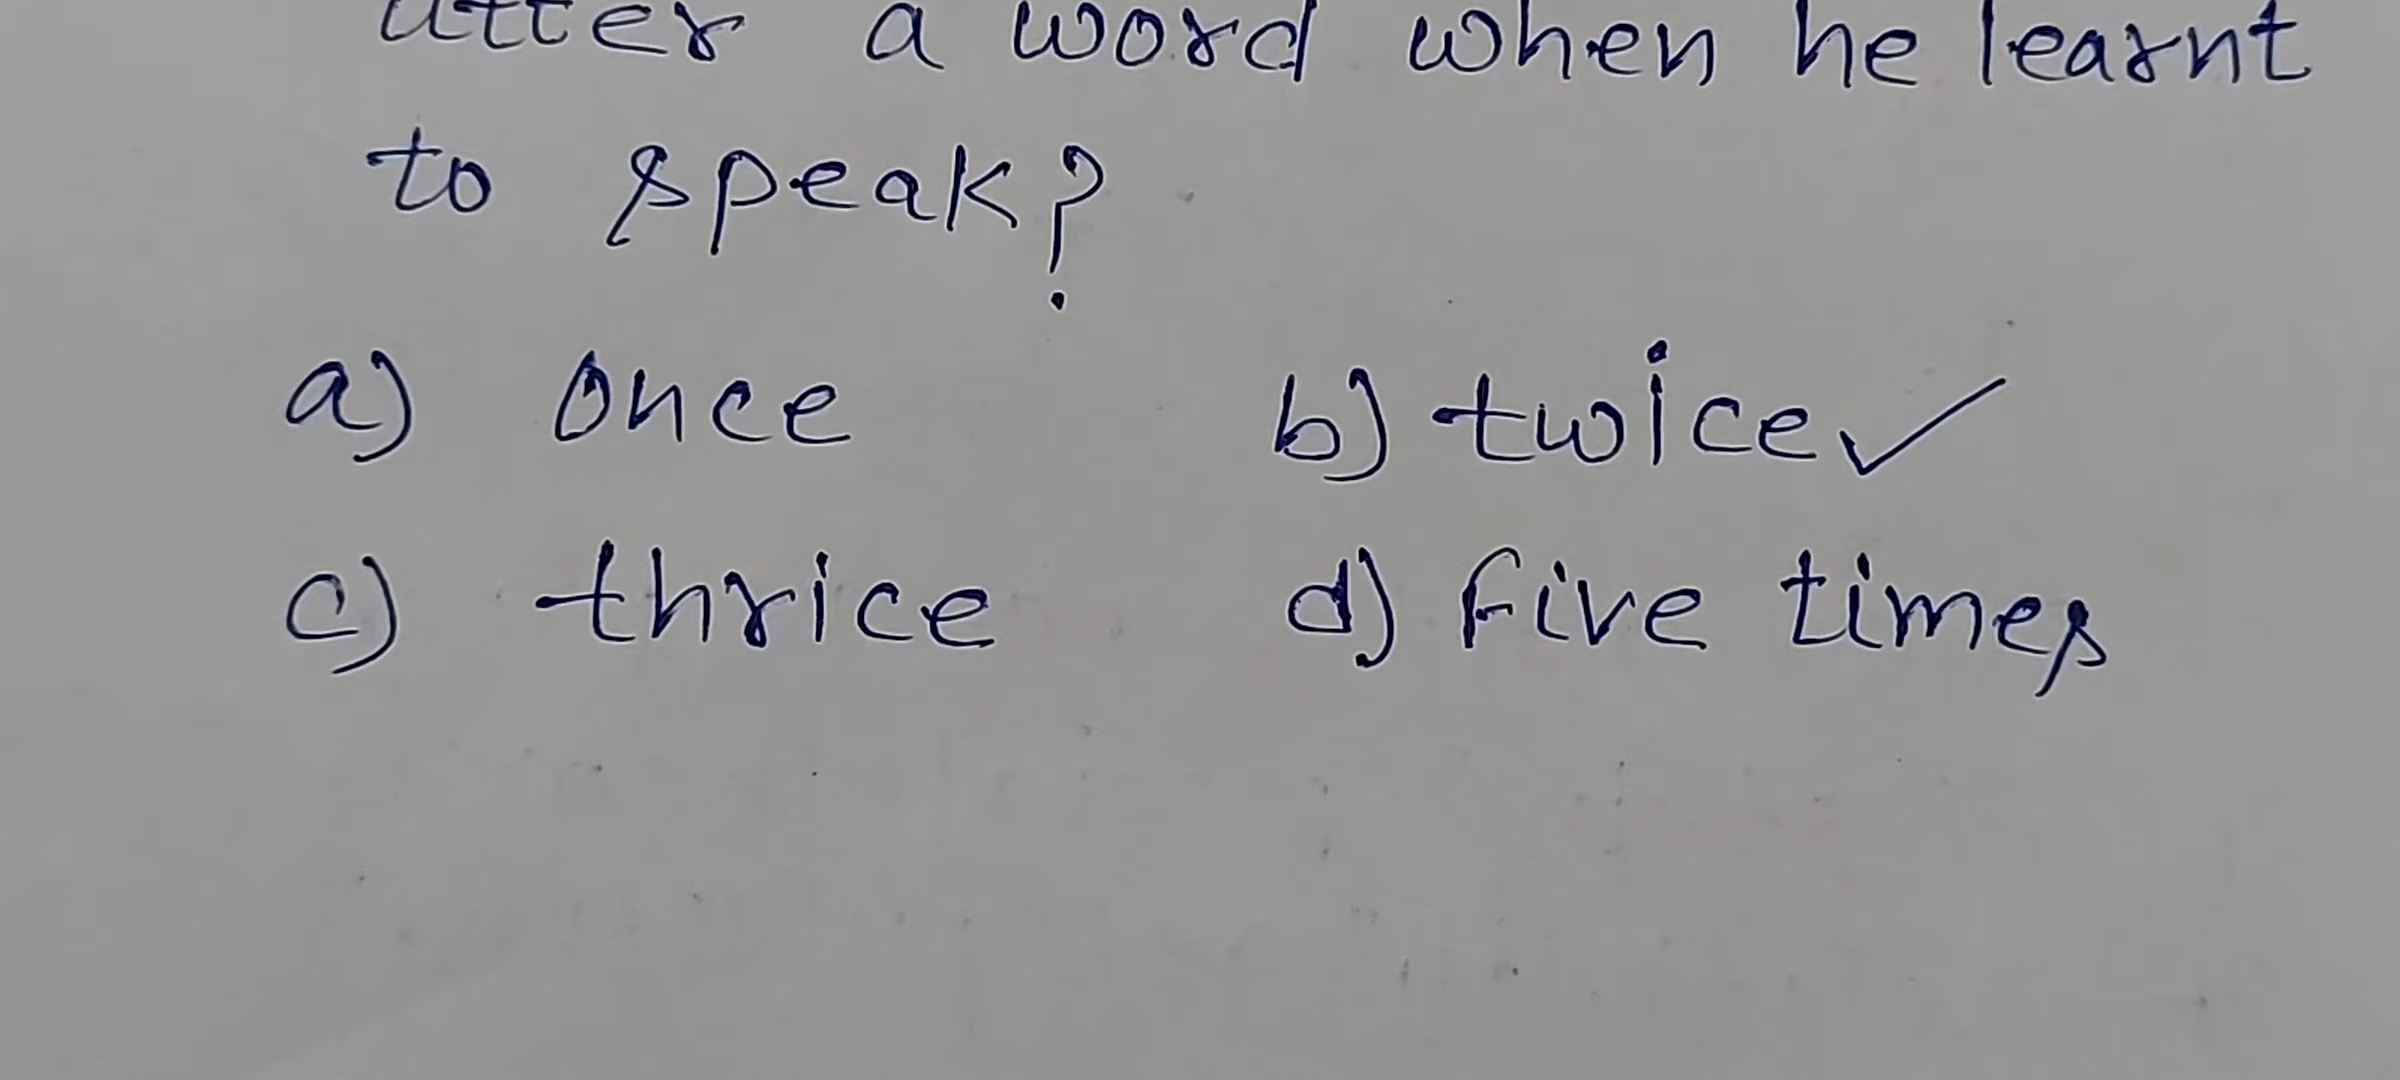 utter a word when he learnt
to speak?
a) once b) twice ✓
c) thrice d) five times